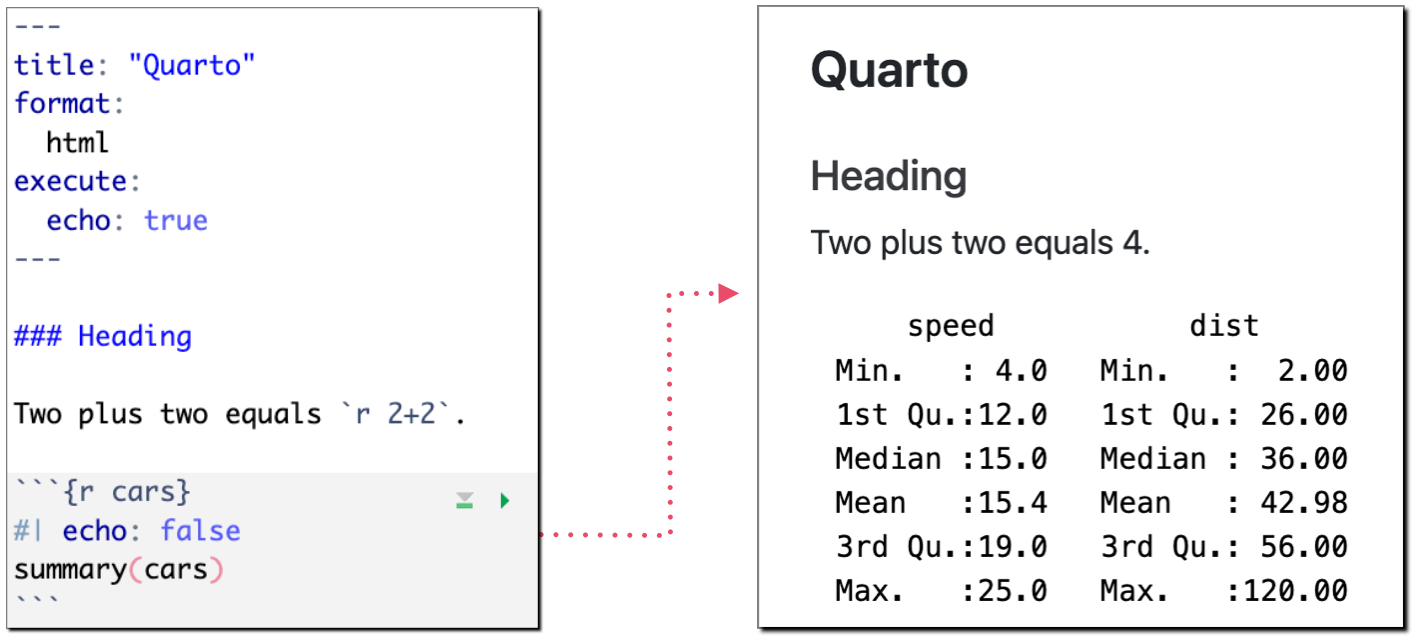 ---
title: "Quarto"
format:
  html
execute:
  echo: true
---
### Heading
Two plus two equals `r 2+2`.
```{r cars}
#| echo: false
summary(cars)
```
Quarto
Heading
Two plus two equals 4.
     speed           dist
 Min.   : 4.0   Min.   :  2.00
 1st Qu.:12.0   1st Qu.: 26.00
 Median :15.0   Median : 36.00
 Mean   :15.4   Mean   : 42.98
 3rd Qu.:19.0   3rd Qu.: 56.00
 Max.   :25.0   Max.   :120.00